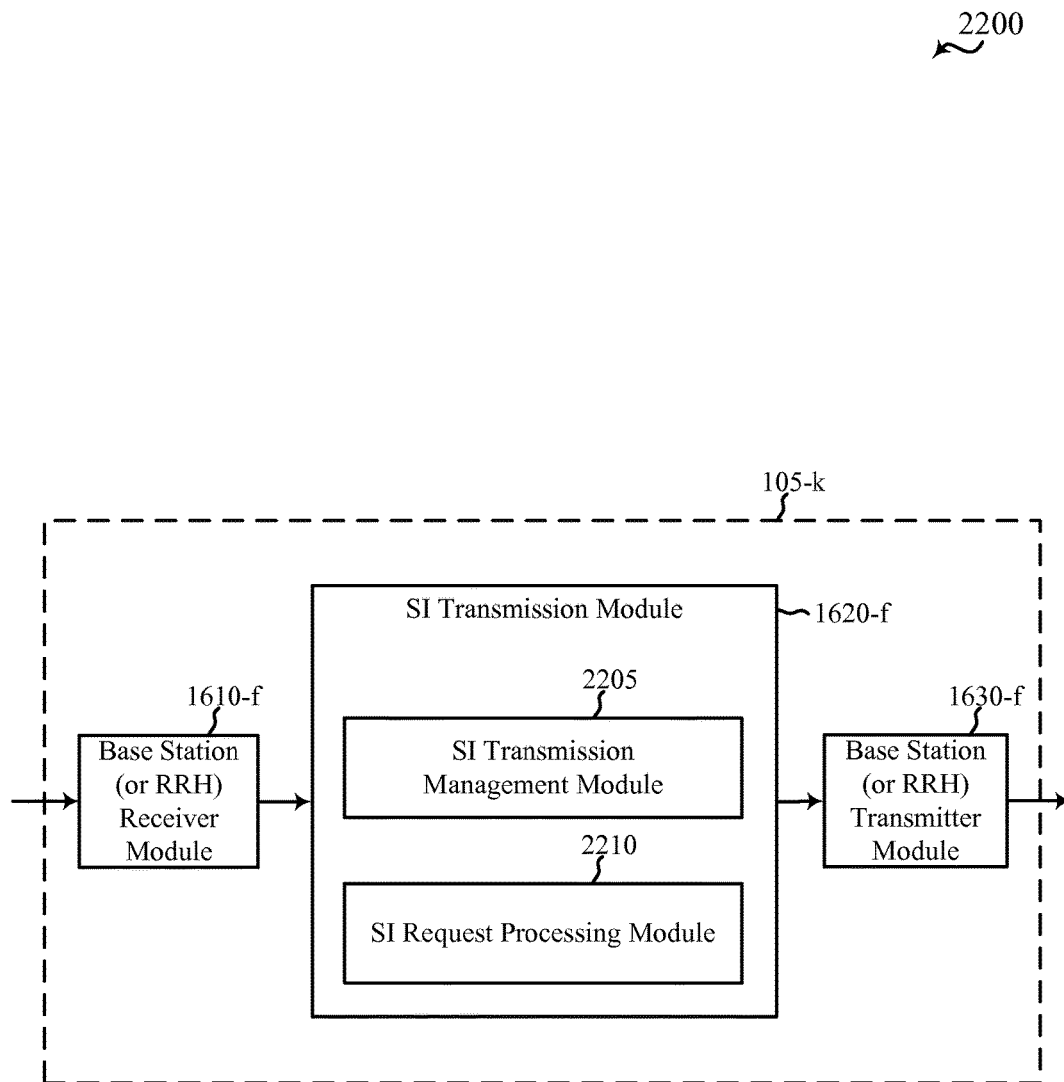 2200
105-k
SI Transmission Module
1620-f
2205
SI Transmission
Management Module
2210
SI Request Processing Module
1610-f
Base Station
(or RRH)
Receiver
Module
1630-f
Base Station
(or RRH)
Transmitter
Module